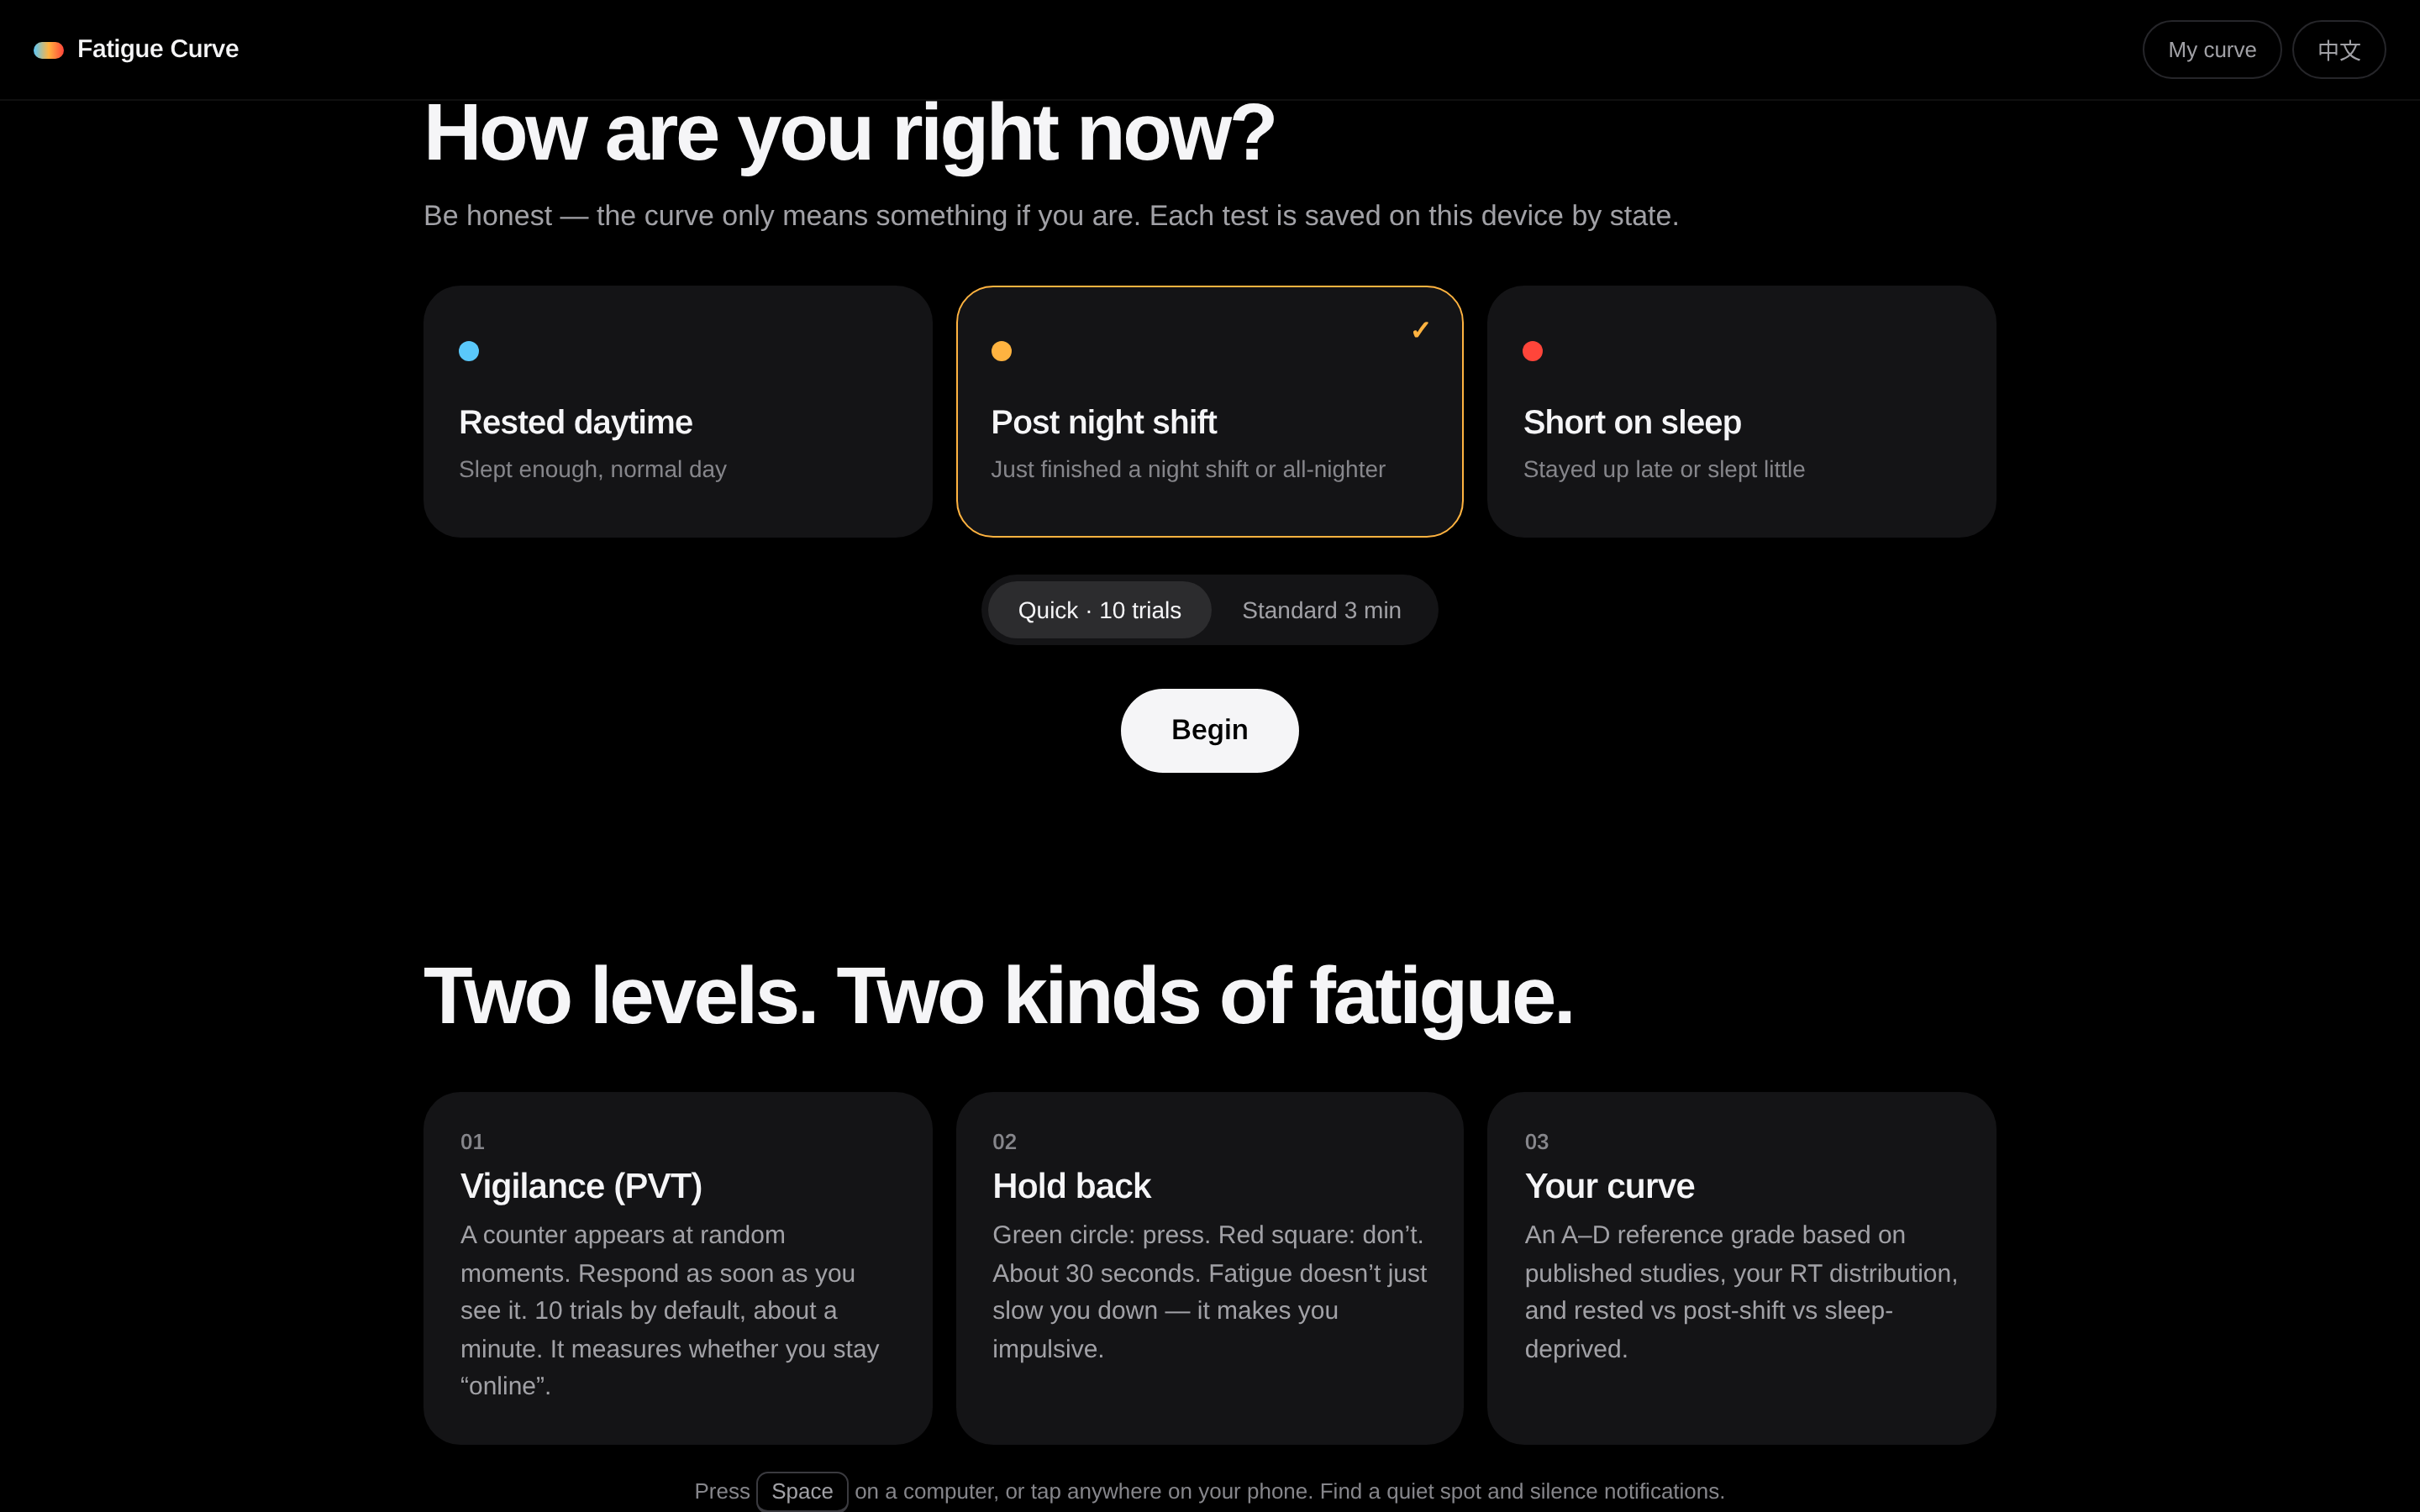 Fatigue Curve
My curve
中文
How are you right now?
Be honest — the curve only means something if you are. Each test is saved on this device by state.
✓
Rested daytime
Slept enough, normal day
Post night shift
Just finished a night shift or all-nighter
Short on sleep
Stayed up late or slept little
Quick · 10 trials
Standard 3 min
Begin
Two levels. Two kinds of fatigue.
01
Vigilance (PVT)
A counter appears at random
moments. Respond as soon as you
see it. 10 trials by default, about a
minute. It measures whether you stay
“online”.
02
Hold back
Green circle: press. Red square: don’t.
About 30 seconds. Fatigue doesn’t just
slow you down — it makes you
impulsive.
03
Your curve
An A–D reference grade based on
published studies, your RT distribution,
and rested vs post-shift vs sleep-
deprived.
Press Space on a computer, or tap anywhere on your phone. Find a quiet spot and silence notifications.